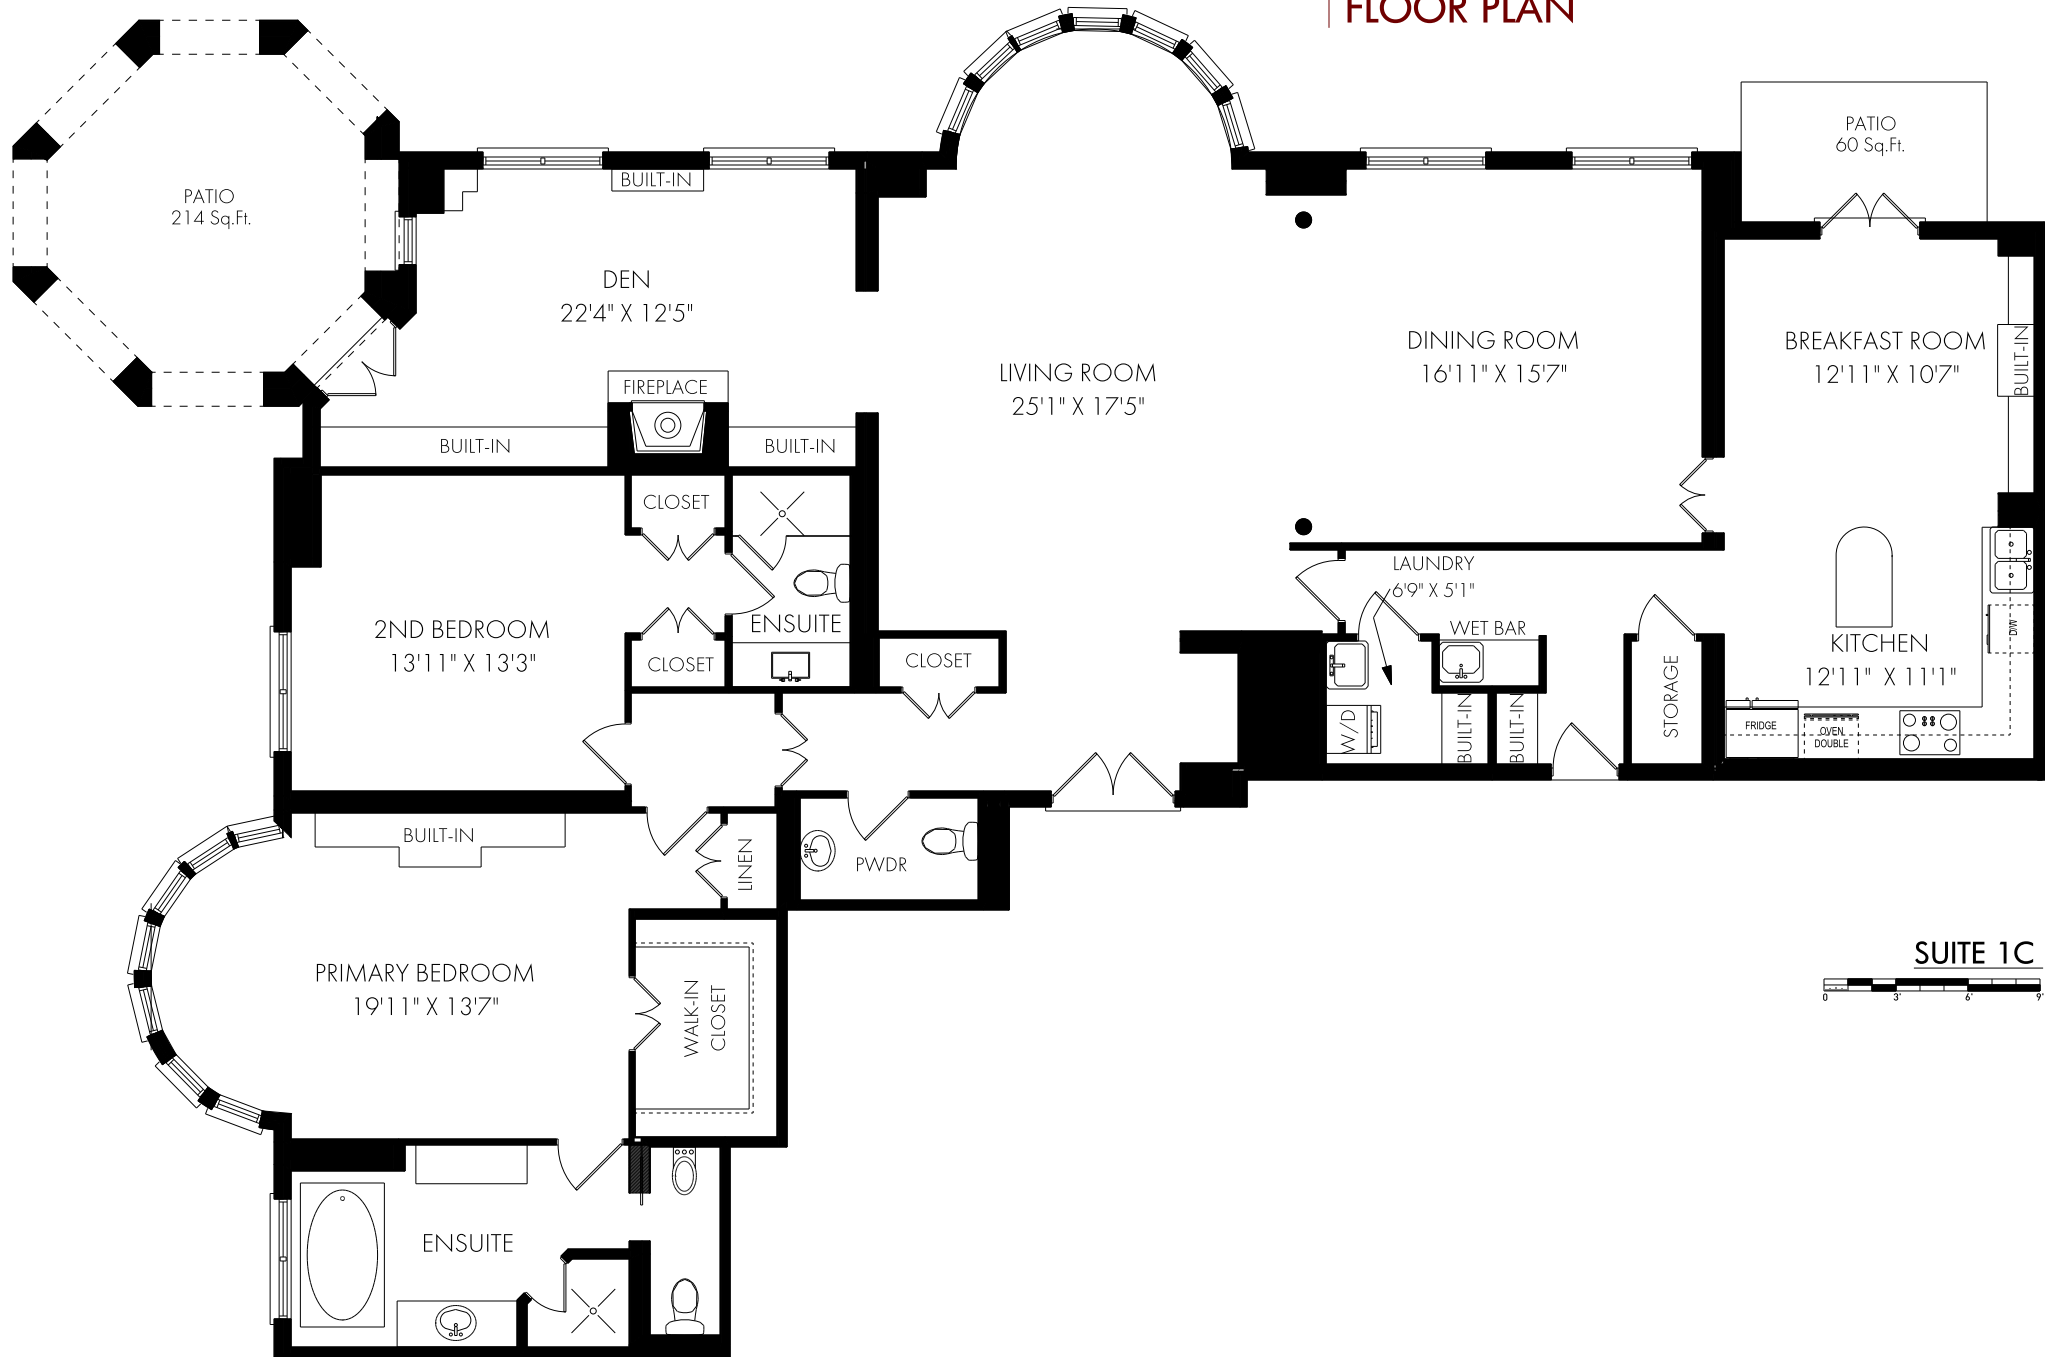 FLOOR PLAN
PATIO
60 Sq.Ft.
PATIO
214 Sq.Ft.
BUILT-IN
DEN
22'4" X 12'5"
FIREPLACE
BUILT-IN
BUILT-IN
LIVING ROOM
25'1" X 17'5"
DINING ROOM
16'11" X 15'7"
BREAKFAST ROOM
12'11" X 10'7"
BUILT-IN
CLOSET
2ND BEDROOM
13'11" X 13'3"
ENSUITE
CLOSET
CLOSET
LAUNDRY
6'9" X 5'1"
WET BAR
W/D
BUILT-IN
BUILT-IN
STORAGE
KITCHEN
12'11" X 11'1"
D/W
FRIDGE
OVEN
DOUBLE
BUILT-IN
LINEN
PWDR
PRIMARY BEDROOM
19'11" X 13'7"
WALK-IN
CLOSET
ENSUITE
SUITE 1C
0 3' 6' 9'